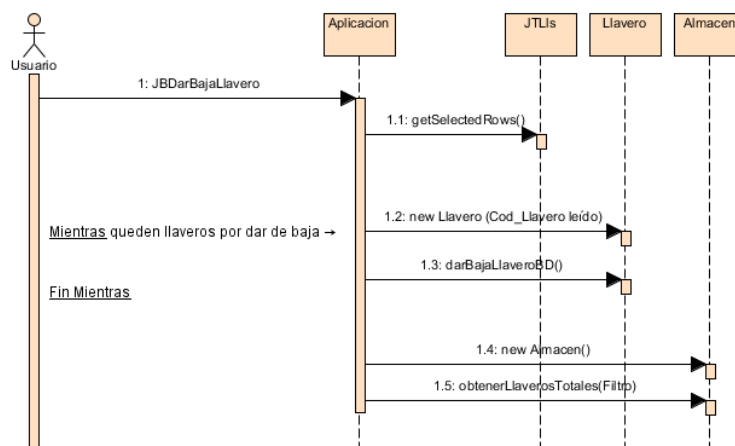 Aplicacion
JTLls
Llavero
Almacen
Usuario
1: JBDarBajaLlavero
1.1: getSelectedRows()
1.2: new Llavero (Cod_Llavero leído)
Mientras queden llaveros por dar de baja →
1.3: darBajaLlaveroBD()
Fin Mientras
1.4: new Almacen()
1.5: obtenerLlaverosTotales(Filtro)